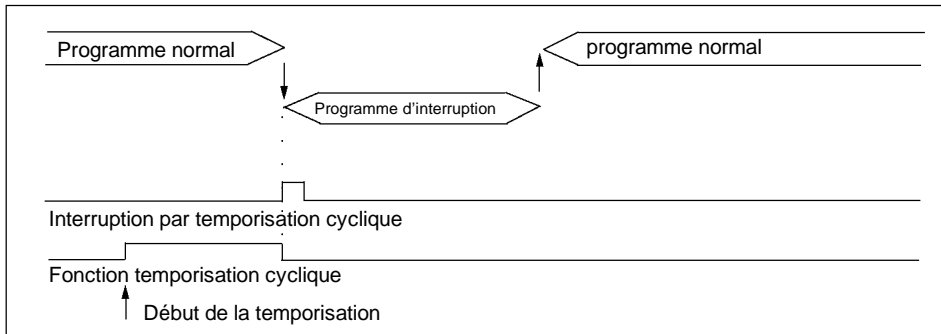 Programme normal
programme normal
Programme d'interruption
Interruption par temporisation cyclique
Fonction temporisation cyclique
Début de la temporisation